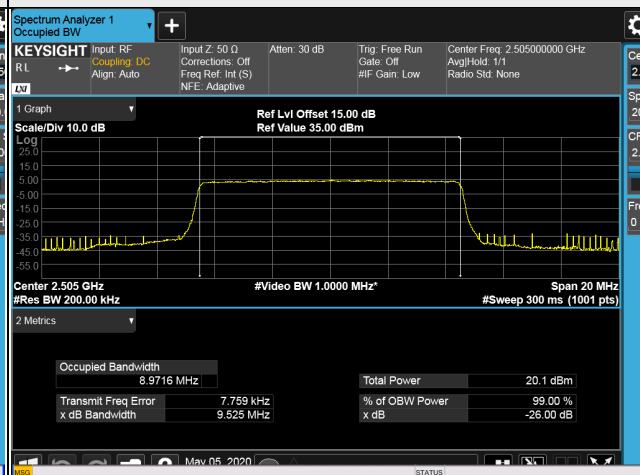 Spectrum Analyzer 1
Occupied BW
KEYSIGHT
R L
LXI
Input: RF
Coupling: DC
Align: Auto
Input Z: 50 Ω
Corrections: Off
Freq Ref: Int (S)
NFE: Adaptive
Atten: 30 dB
Trig: Free Run
Gate: Off
#IF Gain: Low
Center Freq: 2.505000000 GHz
Avg|Hold: 1/1
Radio Std: None
1 Graph
Scale/Div 10.0 dB
Ref Lvl Offset 15.00 dB
Ref Value 35.00 dBm
Log
25.0
15.0
5.00
-5.00
-15.0
-25.0
-35.0
-45.0
-55.0
Center 2.505 GHz
#Res BW 200.00 kHz
#Video BW 1.0000 MHz*
Span 20 MHz
#Sweep 300 ms (1001 pts)
2 Metrics
Occupied Bandwidth
8.9716 MHz
Transmit Freq Error 7.759 kHz
x dB Bandwidth 9.525 MHz
Total Power 20.1 dBm
% of OBW Power 99.00 %
x dB -26.00 dB
May 05, 2020
MSG
STATUS